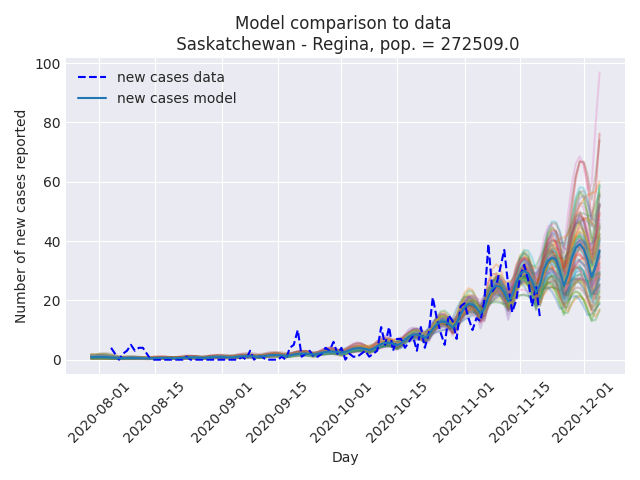 Model comparison to data
Saskatchewan - Regina, pop. = 272509.0
new cases data
new cases model
Number of new cases reported
100
80
60
40
20
0
2020-08-01
2020-08-15
2020-09-01
2020-09-15
2020-10-01
2020-10-15
2020-11-01
2020-11-15
2020-12-01
Day